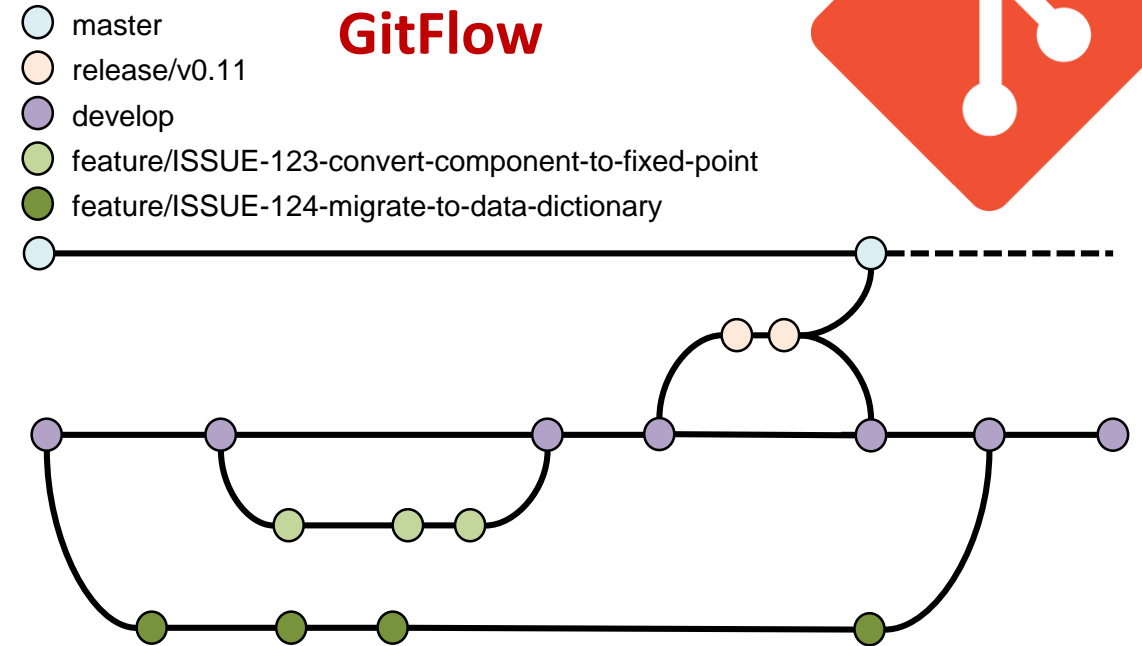 GitFlow
master
release/v0.11
develop
feature/ISSUE-123-convert-component-to-fixed-point
feature/ISSUE-124-migrate-to-data-dictionary